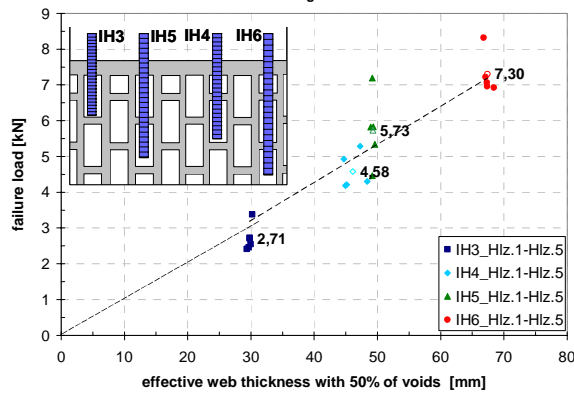 IH3 IH5 IH4 IH6
failure load [kN]
9
8
7
6
5
4
3
2
1
0
7,30
5,73
4,58
2,71
IH3_Hlz.1-Hlz.5
IH4_Hlz.1-Hlz.5
IH5_Hlz.1-Hlz.5
IH6_Hlz.1-Hlz.5
0 10 20 30 40 50 60 70 80
effective web thickness with 50% of voids [mm]